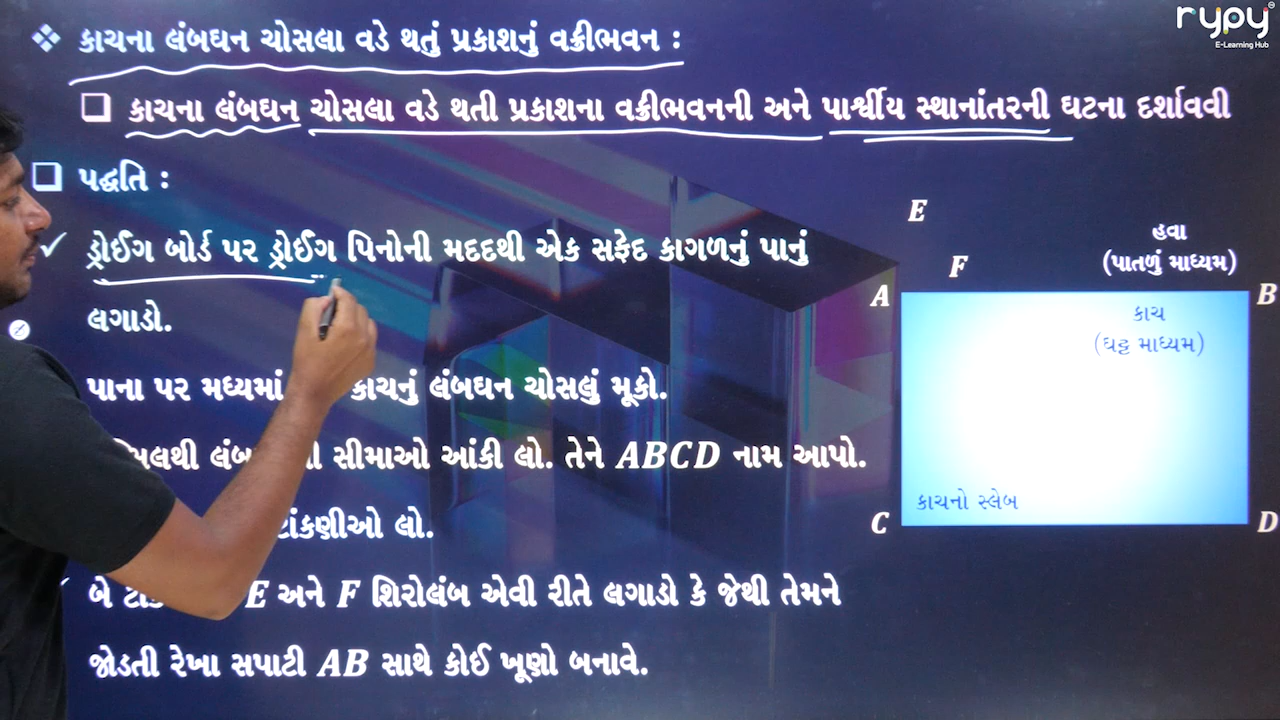 rypy
E-Learning Hub
કાચના લંબઘન ચોસલા વડે થતું પ્રકાશનું વક્રીભવન :
કાચના લંબઘન ચોસલા વડે થતી પ્રકાશના વક્રીભવનની અને પાર્શ્વીય સ્થાનાંતરની ઘટના દર્શાવવી
પદ્ધતિ :
ડ્રોઈંગ બોર્ડ પર ડ્રોઈંગ પિનોની મદદથી એક સફેદ કાગળનું પાનું
લગાડો.
પાના પર મધ્યમાં કાચનું લંબઘન ચોસલું મૂકો.
સીમાઓ આંકી લો. તેને ABCD નામ આપો.
ટાંકણીઓ લો.
બે E અને F શિરોલંબ એવી રીતે લગાડો કે જેથી તેમને
જોડતી રેખા સપાટી AB સાથે કોઈ ખૂણો બનાવે.
E
F
હવા
(પાતળું માધ્યમ)
A
B
કાચ
(ઘટ્ટ માધ્યમ)
કાચનો સ્લેબ
C
D